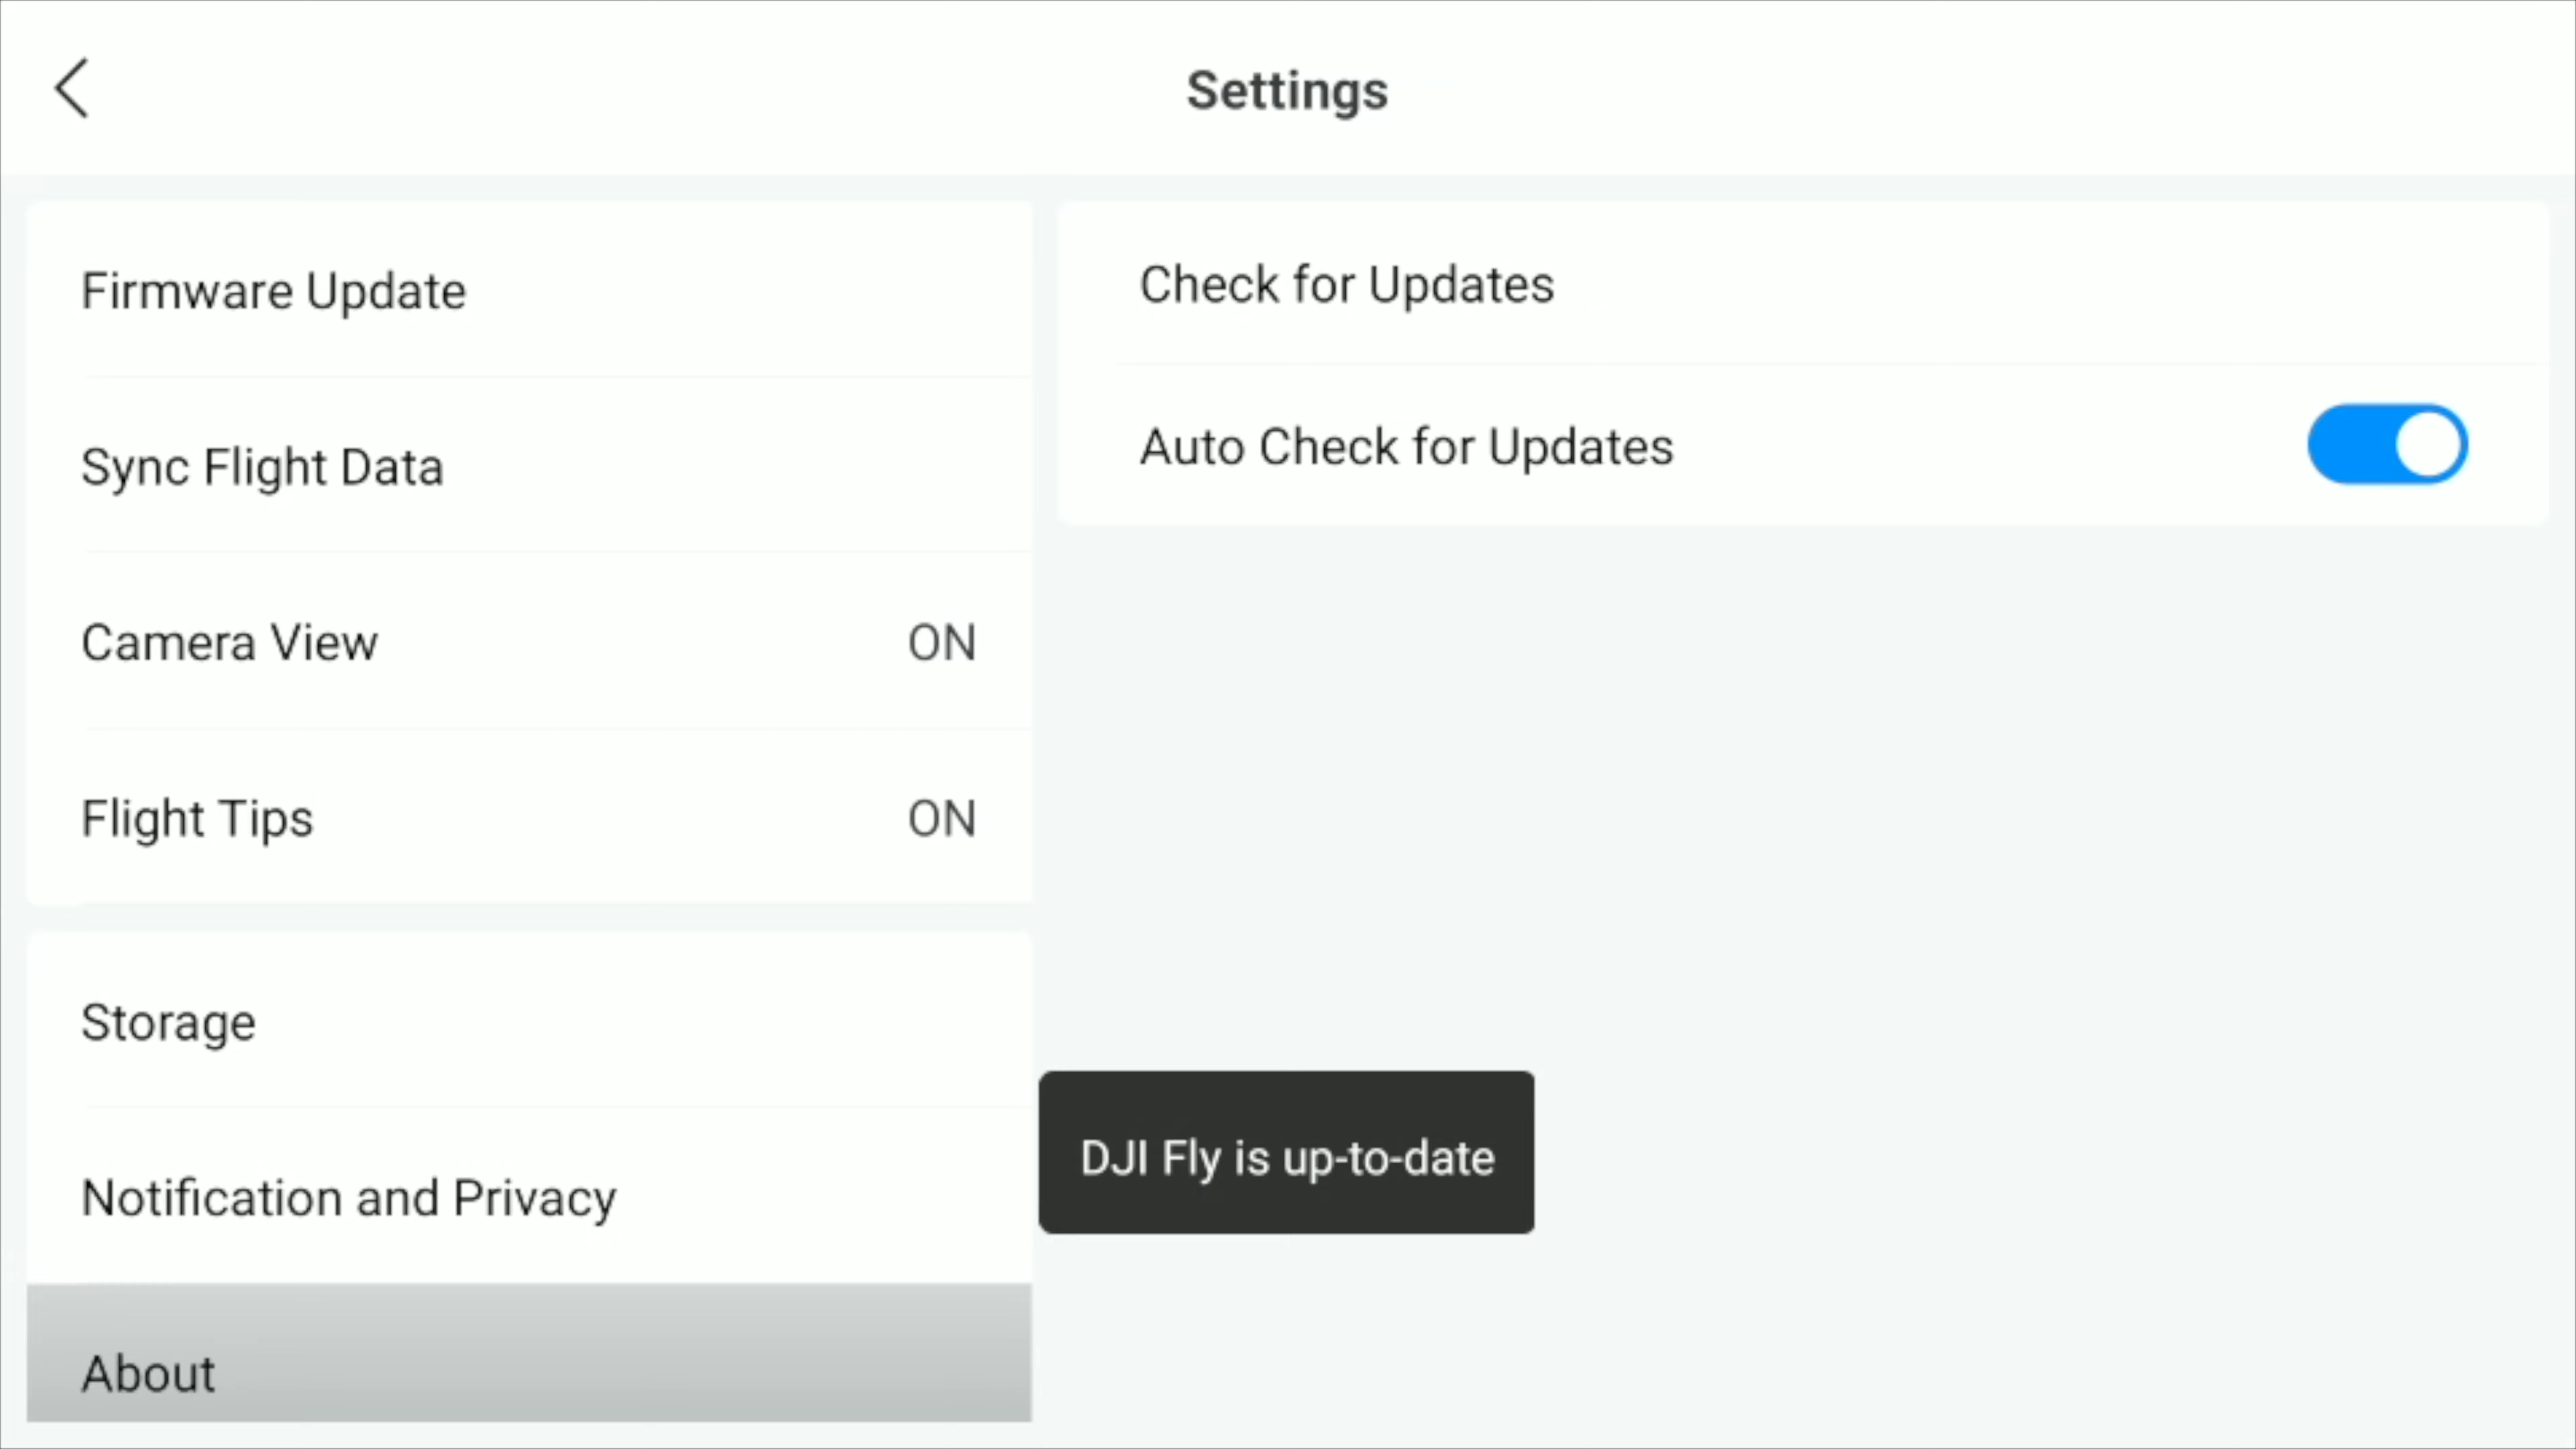 Settings
Firmware Update
Sync Flight Data
Camera View ON
Flight Tips ON
Storage
Notification and Privacy
About
Check for Updates
Auto Check for Updates
DJI Fly is up-to-date